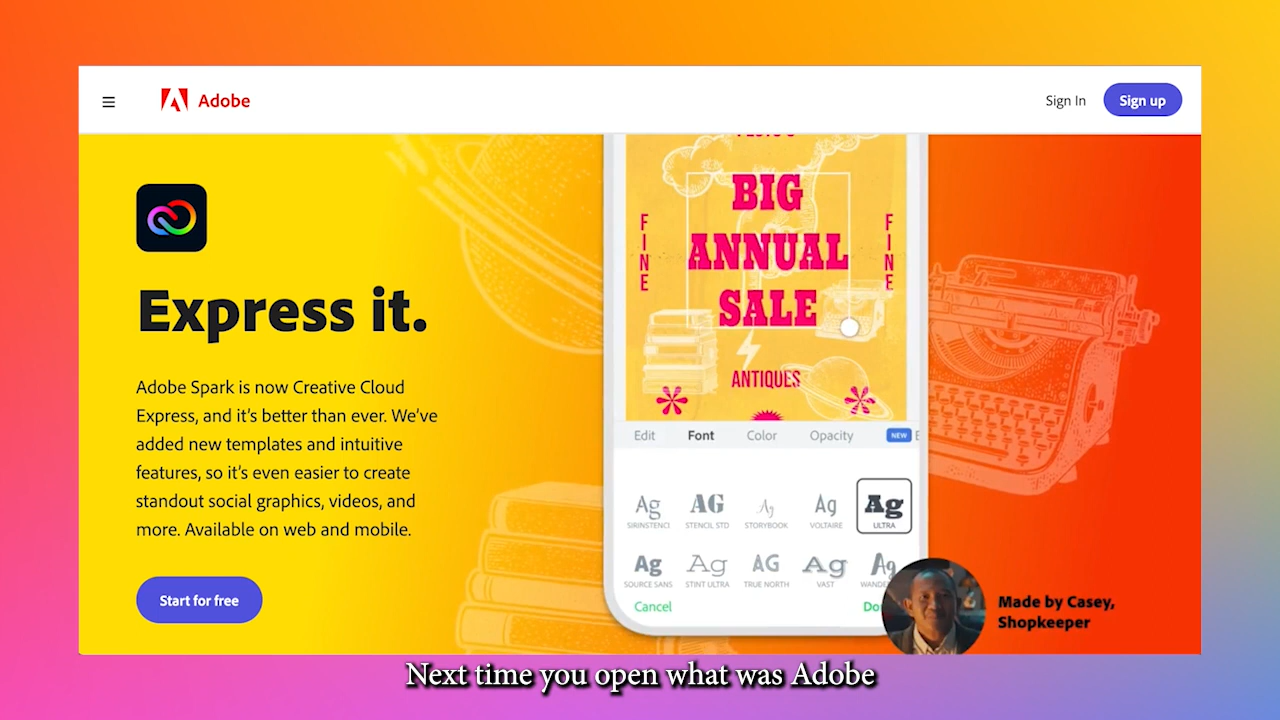 Adobe
Sign In
Sign up
Express it.
Adobe Spark is now Creative Cloud
Express, and it's better than ever. We've
added new templates and intuitive
features, so it's even easier to create
standout social graphics, videos, and
more. Available on web and mobile.
Start for free
BIG
ANNUAL
SALE
FINE
FINE
ANTIQUES
Edit
Font
Color
Opacity
NEW
Ag
AG
Ag
Ag
Ag
SIRINSTENCI
STENCIL STD
STORYBOOK
VOLTAIRE
ULTRA
Ag
Ag
AG
Ag
Ag
SOURCE SANS
STINT ULTRA
TRUE NORTH
VAST
WANDE
Cancel
Do
Made by Casey,
Shopkeeper
Next time you open what was Adobe